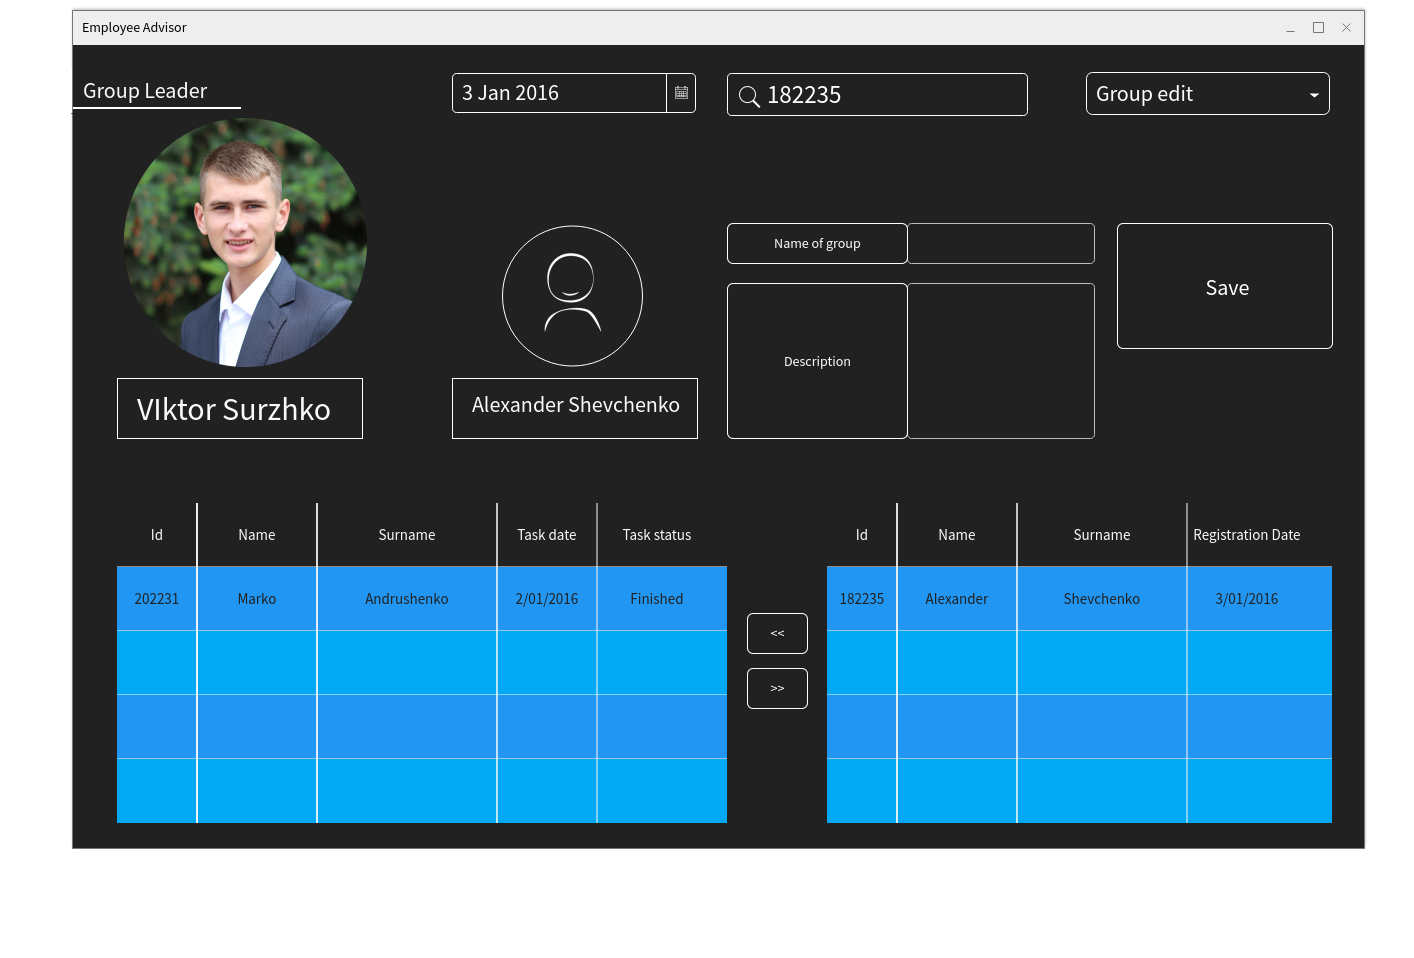 Employee Advisor
Group Leader
3 Jan 2016
182235
Group edit
Name of group
Save
Description
VIktor Surzhko
Alexander Shevchenko
Id Name Surname Task date Task status
Id Name Surname Registration Date
202231 Marko Andrushenko 2/01/2016 Finished
182235 Alexander Shevchenko 3/01/2016
<<
>>